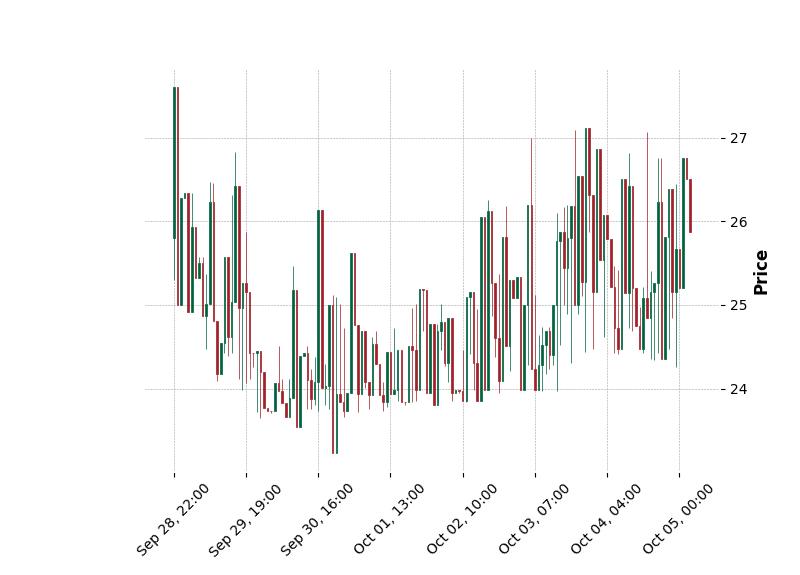 27
26
25
24
Price
Sep 28, 22:00
Sep 29, 19:00
Sep 30, 16:00
Oct 01, 13:00
Oct 02, 10:00
Oct 03, 07:00
Oct 04, 04:00
Oct 05, 00:00